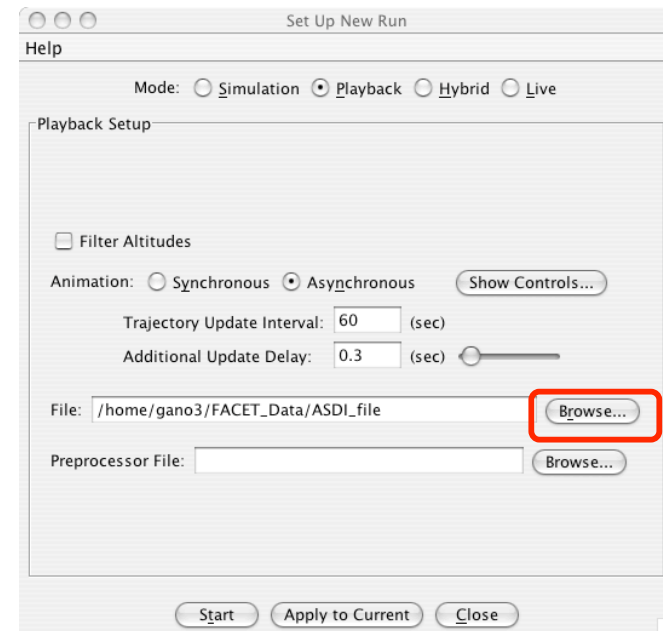 Set Up New Run
Help
Mode: Simulation Playback Hybrid Live
Playback Setup
Filter Altitudes
Animation: Synchronous Asynchronous Show Controls...
Trajectory Update Interval: 60 (sec)
Additional Update Delay: 0.3 (sec)
File: /home/gano3/FACET_Data/ASDI_file Browse...
Preprocessor File: Browse...
Start Apply to Current Close